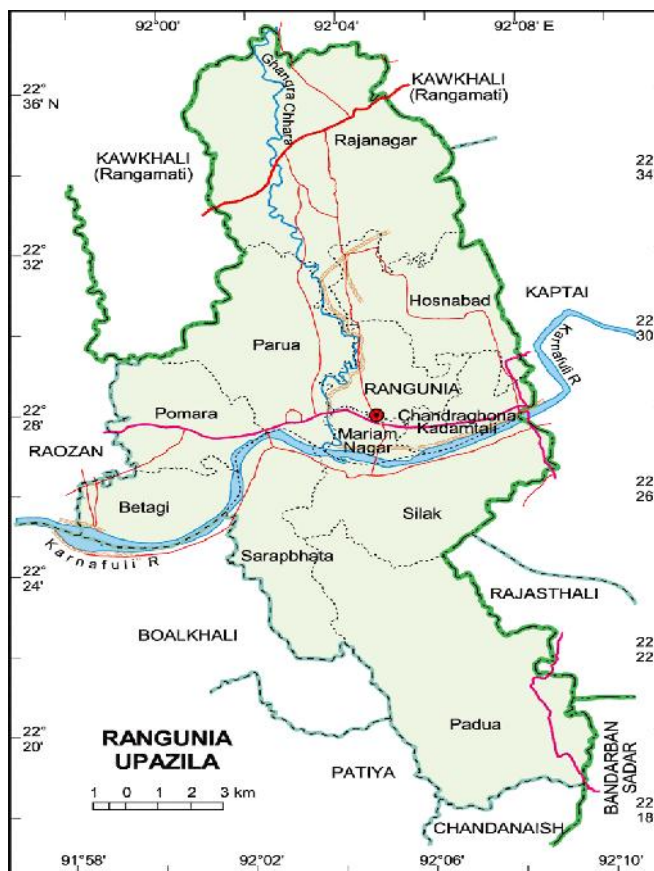 92°00'
92°04'
92°08' E
22°
36' N
Ghangra Chhara
KAWKHALI
(Rangamati)
Rajanagar
KAWKHALI
(Rangamati)
22
34'
22°
32'
Hosnabad
KAPTAI
22
30'
Karnafuli R
Parua
RANGUNIA
22°
28'
Pomara
Chandraghona
Kadamtali
Mariam
Nagar
RAOZAN
22
26'
Betagi
Silak
Karnafuli R
Sarapbhata
22°
24'
RAJASTHALI
BOALKHALI
22
22'
Padua
22°
20'
RANGUNIA
UPAZILA
1 0 1 2 3 km
PATIYA
BANDARBAN
SADAR
22
18'
CHANDANAISH
91°58'
92°02'
92°06'
92°10'